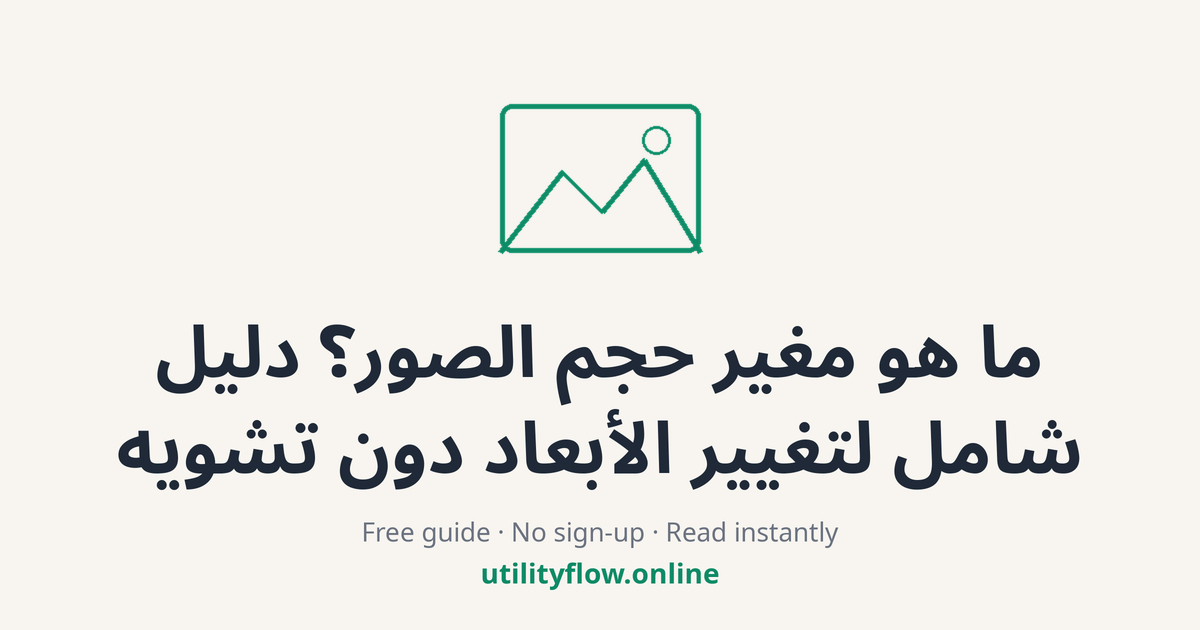 ما هو مغير حجم الصور؟ دليل
شامل لتغيير الأبعاد دون تشويه
Free guide · No sign-up · Read instantly
utilityflow.online